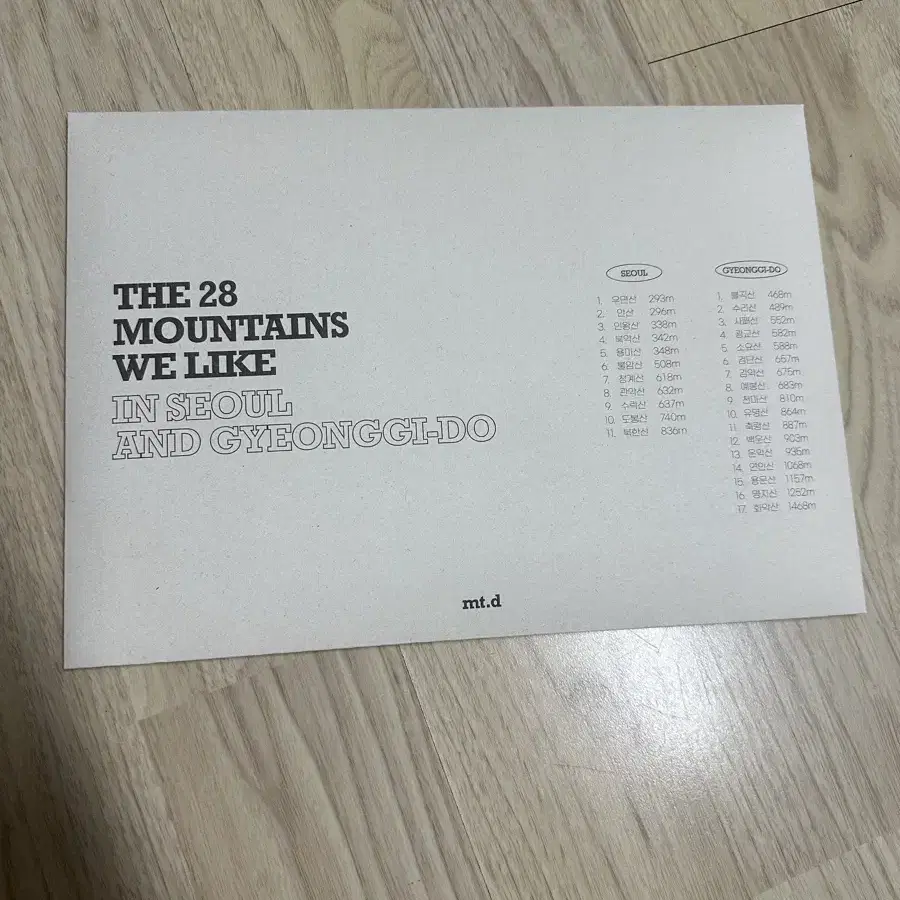 THE 28
MOUNTAINS
WE LIKE
IN SEOUL
AND GYEONGGI-DO
SEOUL
1. 우면산 293m
2. 안산 296m
3. 인왕산 338m
4. 북악산 342m
5. 용마산 348m
6. 불암산 508m
7. 청계산 618m
8. 관악산 632m
9. 수락산 637m
10. 도봉산 740m
11. 북한산 836m
GYEONGGI-DO
1. 불곡산 468m
2. 수리산 489m
3. 사패산 552m
4. 광교산 582m
5. 소요산 588m
6. 검단산 657m
7. 감악산 675m
8. 예봉산 683m
9. 천마산 810m
10. 유명산 864m
11. 축령산 887m
12. 백운산 903m
13. 운악산 935m
14. 연인산 1068m
15. 용문산 1157m
16. 명지산 1252m
17. 화악산 1468m
mt.d